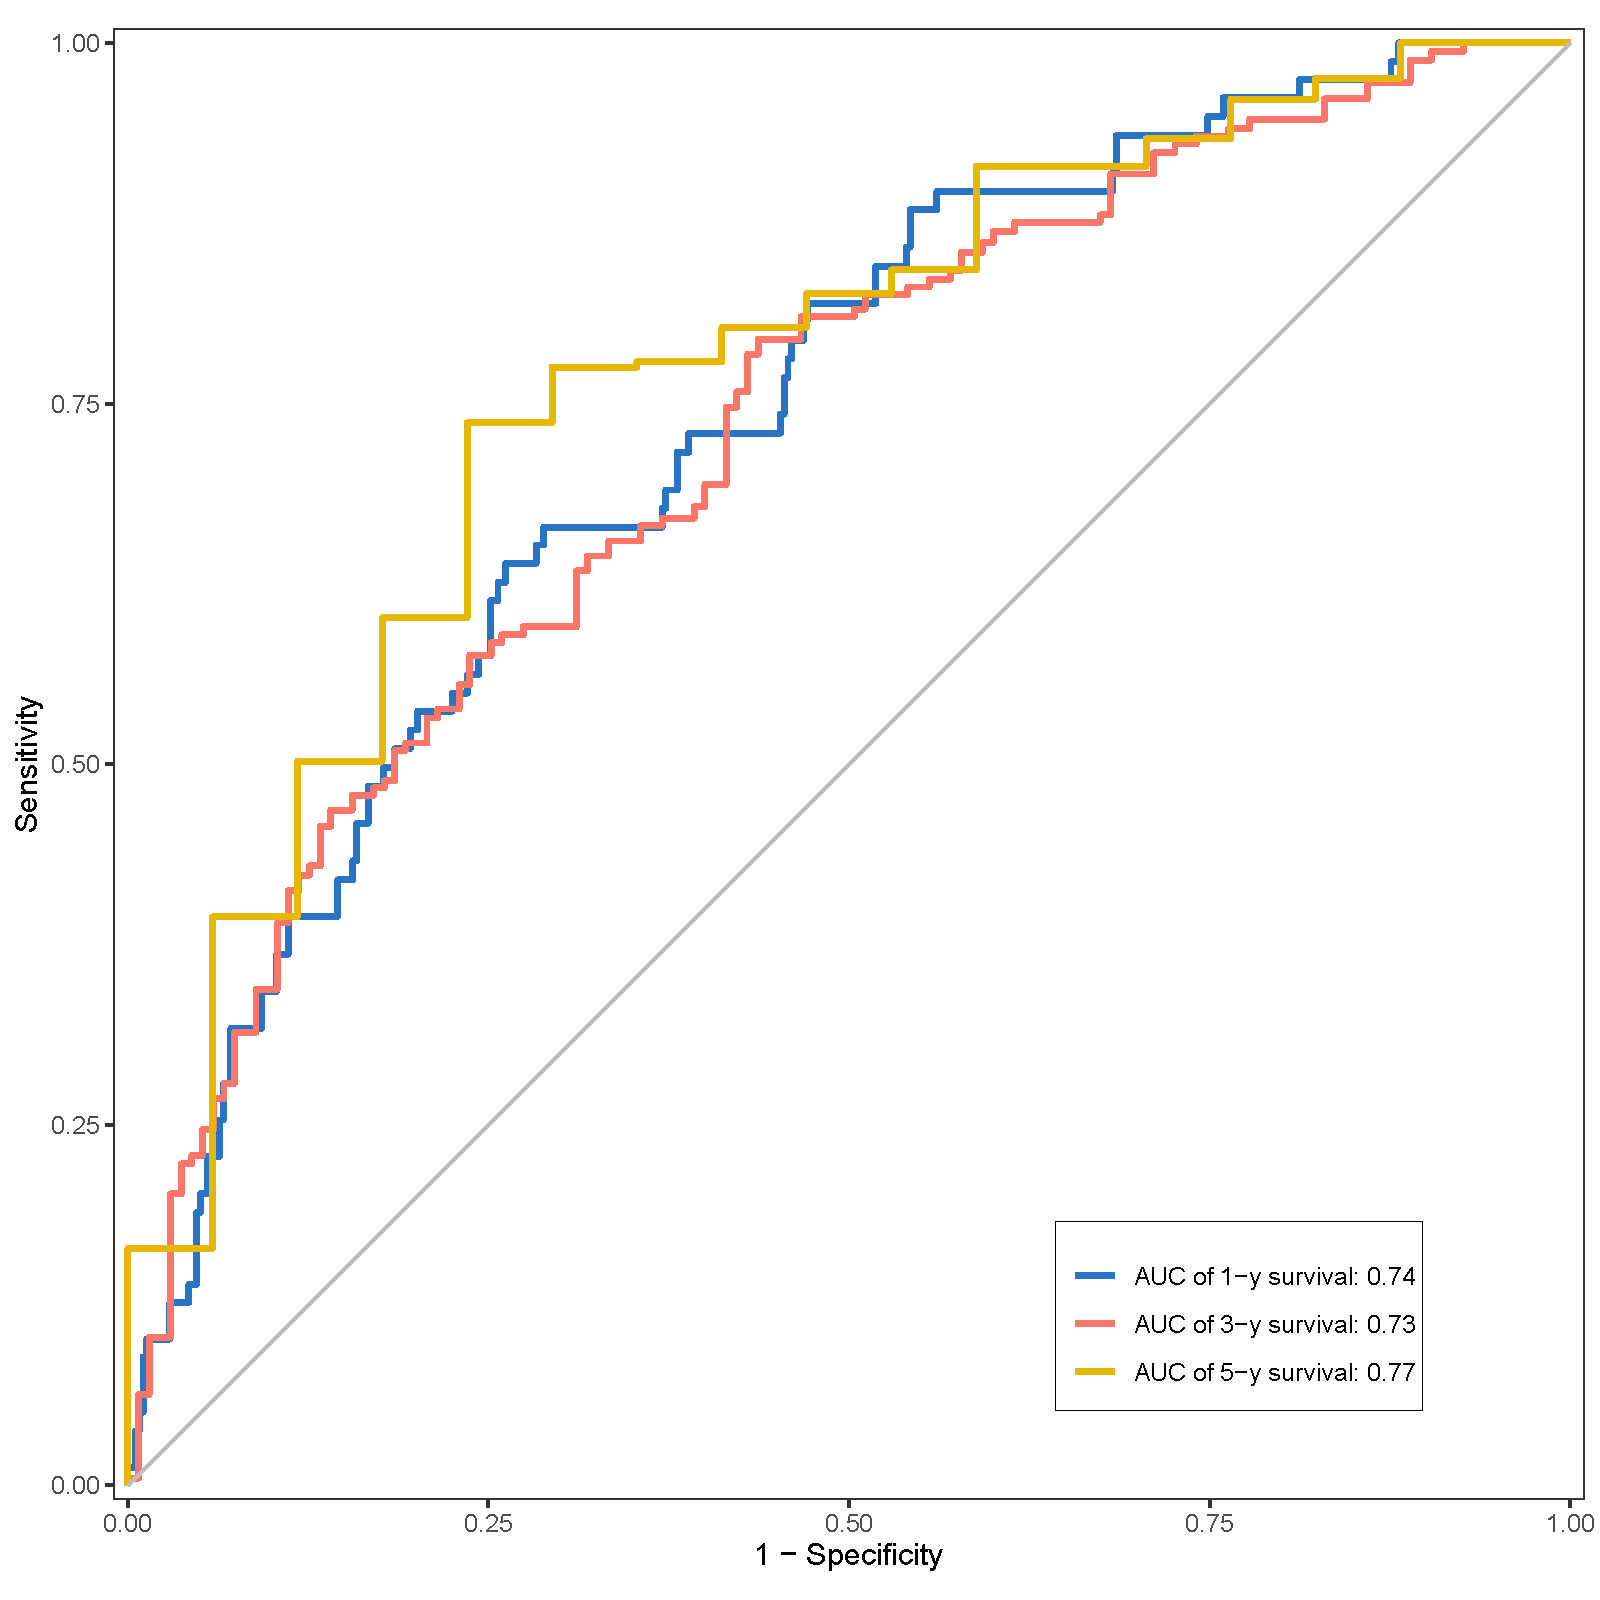 1.00
0.75
0.50
0.25
0.00
Sensitivity
AUC of 1−y survival: 0.74
AUC of 3−y survival: 0.73
AUC of 5−y survival: 0.77
0.00 0.25 0.50 0.75 1.00
1 − Specificity